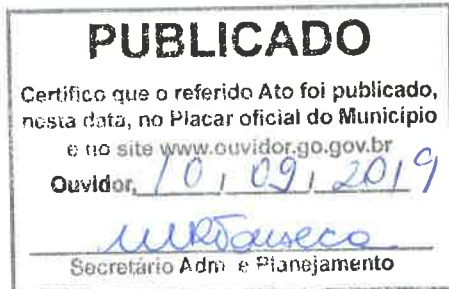 PUBLICADO
Certifico que o referido Ato foi publicado,
nesta data, no Placar oficial do Município
e no site www.ouvidor.go.gov.br
Ouvidor, 10, 09, 2019
Secretário Adm. e Planejamento